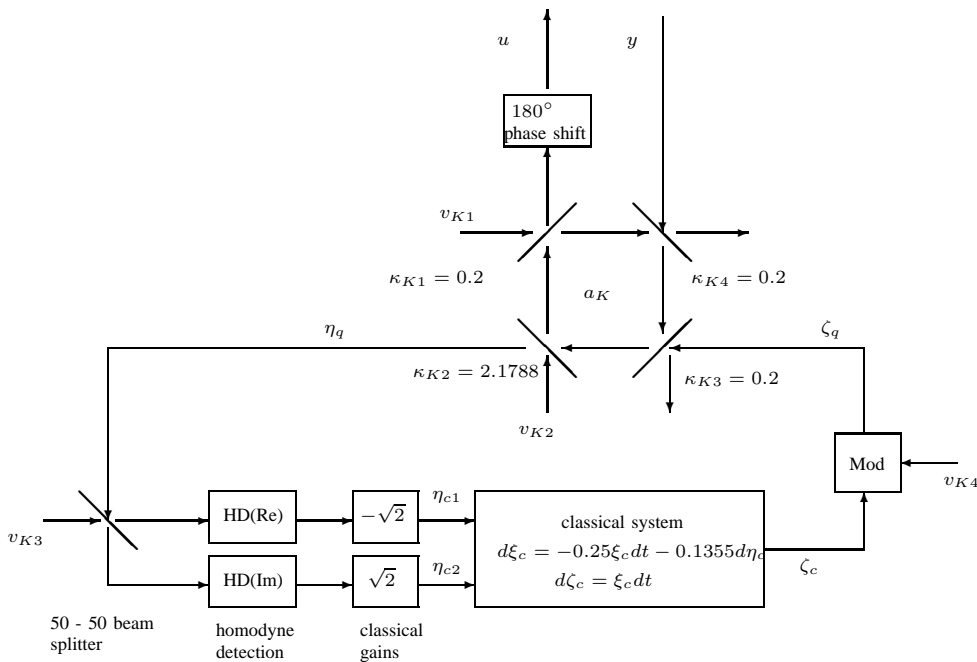 u
y
180°
phase shift
v_{K1}
κ_{K1} = 0.2
κ_{K4} = 0.2
a_K
η_q
ζ_q
κ_{K2} = 2.1788
κ_{K3} = 0.2
v_{K2}
Mod
v_{K4}
v_{K3}
HD(Re)
−√2
η_{c1}
classical system
dξ_c = −0.25ξ_c dt − 0.1355dη_c
dζ_c = ξ_c dt
ζ_c
HD(Im)
√2
η_{c2}
50 - 50 beam
splitter
homodyne
detection
classical
gains